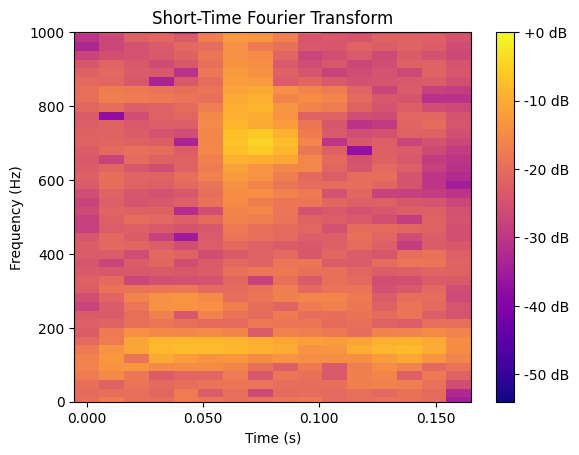 Short-Time Fourier Transform
Frequency (Hz)
1000
800
600
400
200
0
0.000
0.050
0.100
0.150
Time (s)
+0 dB
-10 dB
-20 dB
-30 dB
-40 dB
-50 dB